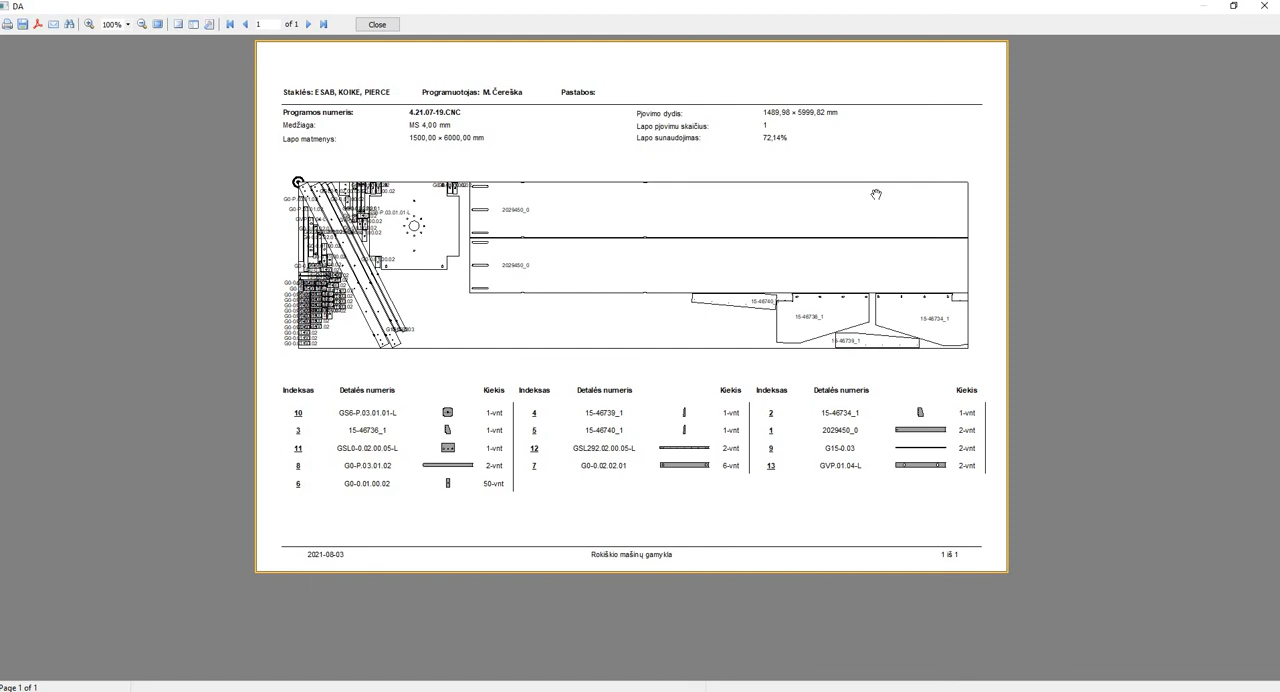 DA
100%
1
of 1
Close
Staklės: ESAB, KOIKE, PIERCE Programuotojas: M. Čereška Pastabos:
Programos numeris: 4.21.07-19.CNC Pjovimo dydis: 1489,98 × 5999,82 mm
Medžiaga: MS 4,00 mm Lapo pjovimu skaičius: 1
Lapo matmenys: 1500,00 × 6000,00 mm Lapo sunaudojimas: 72,14%
2029450_0
2029450_0
15-46740
15-46736_1
15-46734_1
15-46739_1
Indeksas Detalės numeris Kiekis Indeksas Detalės numeris Kiekis Indeksas Detalės numeris Kiekis
10 GS6-P.03.01.01-L 1-vnt 4 15-46739_1 1-vnt 2 15-46734_1 1-vnt
3 15-46736_1 1-vnt 5 15-46740_1 1-vnt 1 2029450_0 2-vnt
11 GSL0-0.02.00.05-L 1-vnt 12 GSL292.02.00.05-L 2-vnt 9 G15-0.03 2-vnt
8 G0-P.03.01.02 2-vnt 7 G0-0.02.02.01 6-vnt 13 GVP.01.04-L 2-vnt
6 G0-0.01.00.02 50-vnt
2021-08-03 Rokiškio mašinų gamykla 1 iš 1
Page 1 of 1